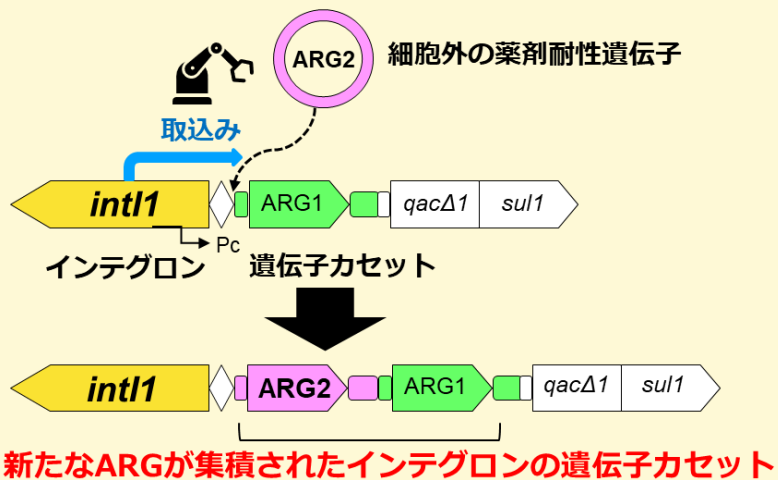 ARG2
細胞外の薬剤耐性遺伝子
取込み
intI1
ARG1
qacΔ1
sul1
Pc
インテグロン
遺伝子カセット
intI1
ARG2
ARG1
qacΔ1
sul1
新たなARGが集積されたインテグロンの遺伝子カセット